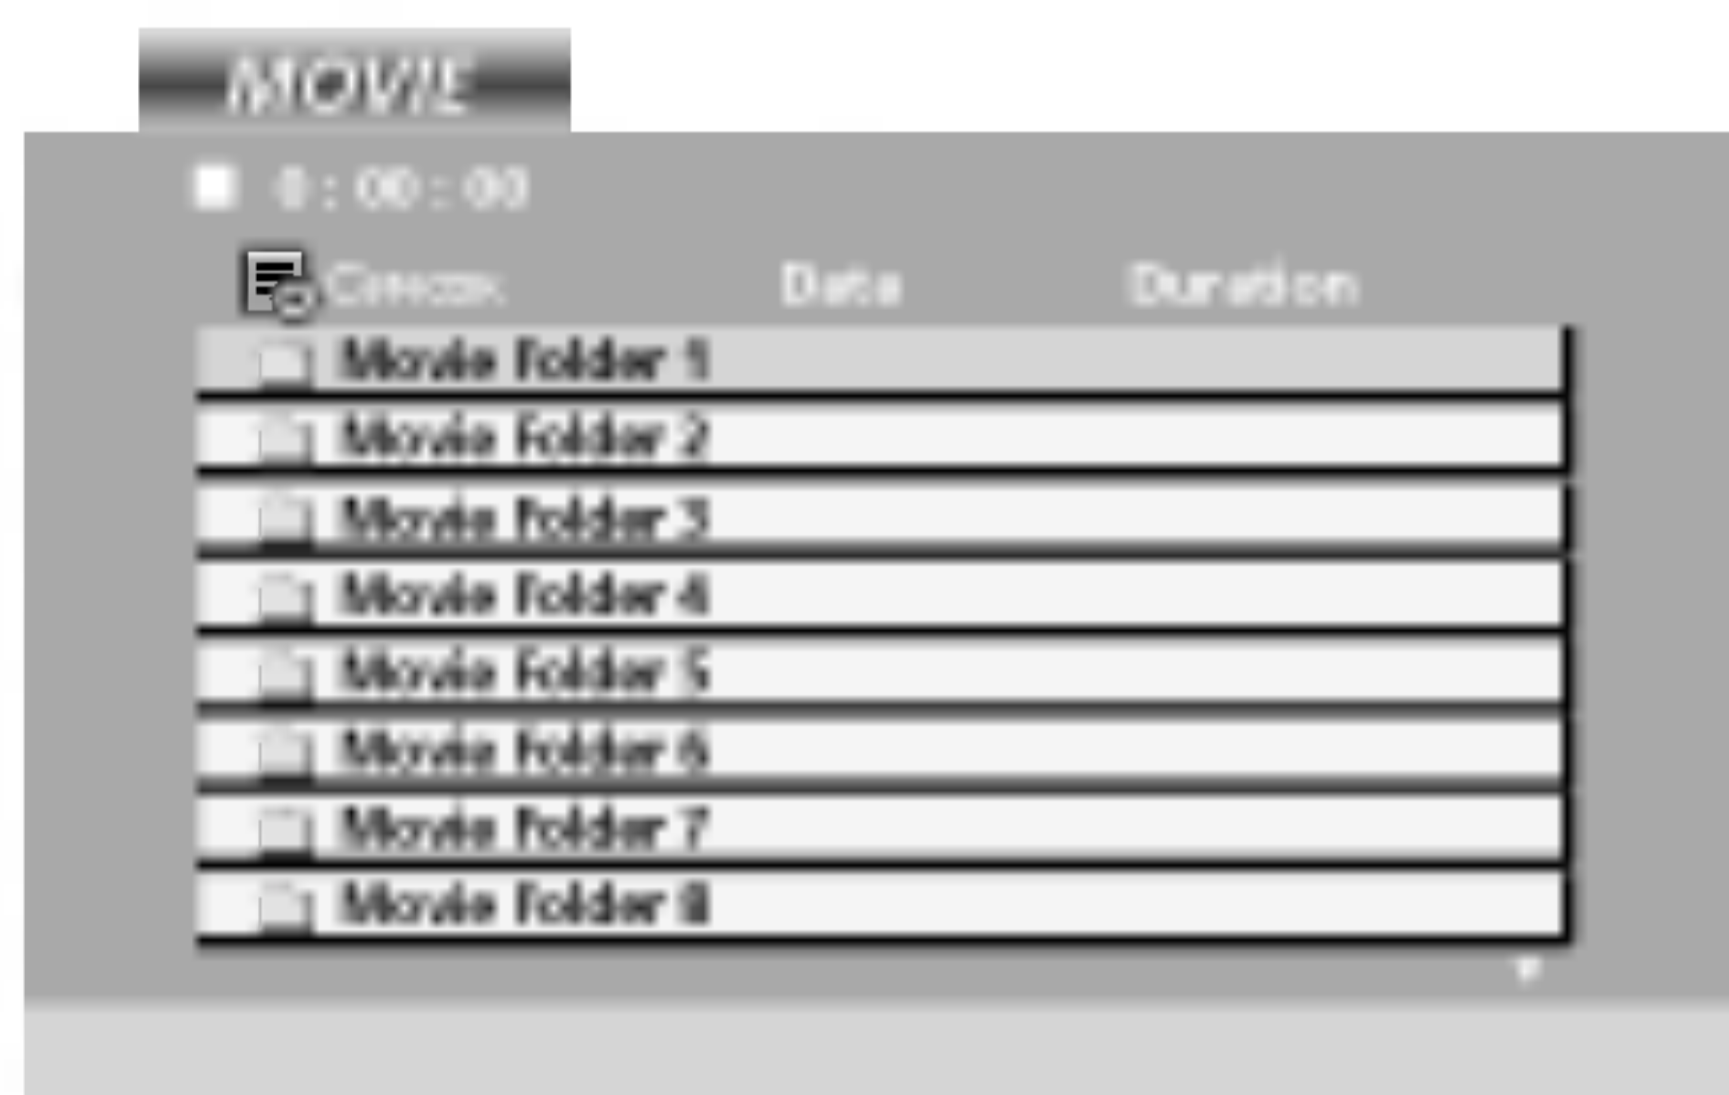 MOVIE
0:00:00
Date Duration
Movie Folder 1
Movie Folder 2
Movie Folder 3
Movie Folder 4
Movie Folder 5
Movie Folder 6
Movie Folder 7
Movie Folder 8